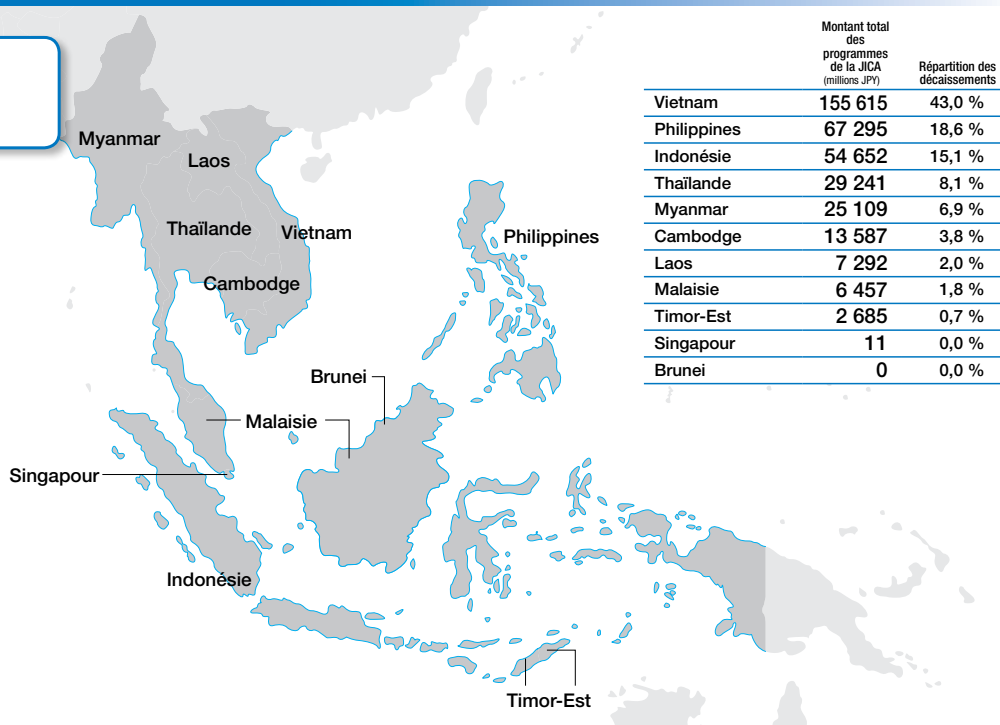 Montant total
des
programmes
de la JICA
(millions JPY)
Répartition des
décaissements
Vietnam 155 615 43,0 %
Philippines 67 295 18,6 %
Indonésie 54 652 15,1 %
Thaïlande 29 241 8,1 %
Myanmar 25 109 6,9 %
Cambodge 13 587 3,8 %
Laos 7 292 2,0 %
Malaisie 6 457 1,8 %
Timor-Est 2 685 0,7 %
Singapour 11 0,0 %
Brunei 0 0,0 %
Myanmar
Laos
Thaïlande
Vietnam
Philippines
Cambodge
Brunei
Malaisie
Singapour
Indonésie
Timor-Est